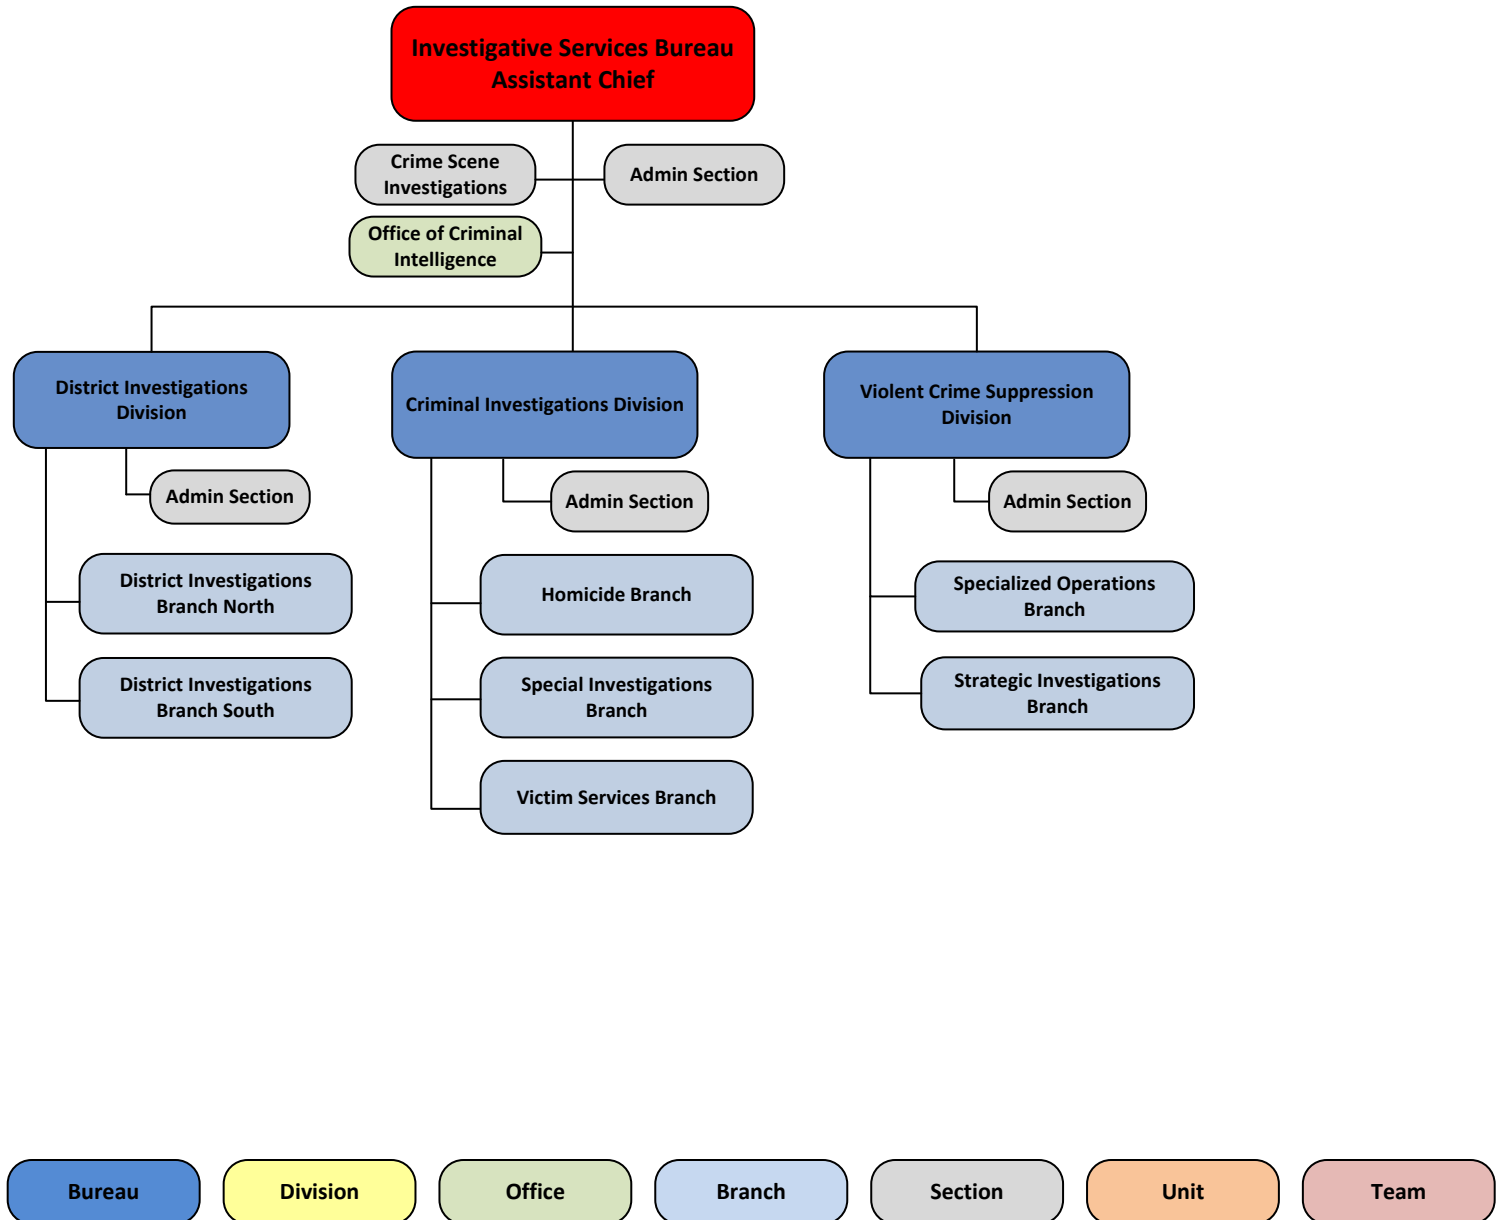 Investigative Services Bureau
Assistant Chief
Crime Scene
Investigations
Admin Section
Office of Criminal
Intelligence
District Investigations
Division
Criminal Investigations Division
Violent Crime Suppression
Division
Admin Section
Admin Section
Admin Section
District Investigations
Branch North
Homicide Branch
Specialized Operations
Branch
District Investigations
Branch South
Special Investigations
Branch
Strategic Investigations
Branch
Victim Services Branch
Bureau
Division
Office
Branch
Section
Unit
Team